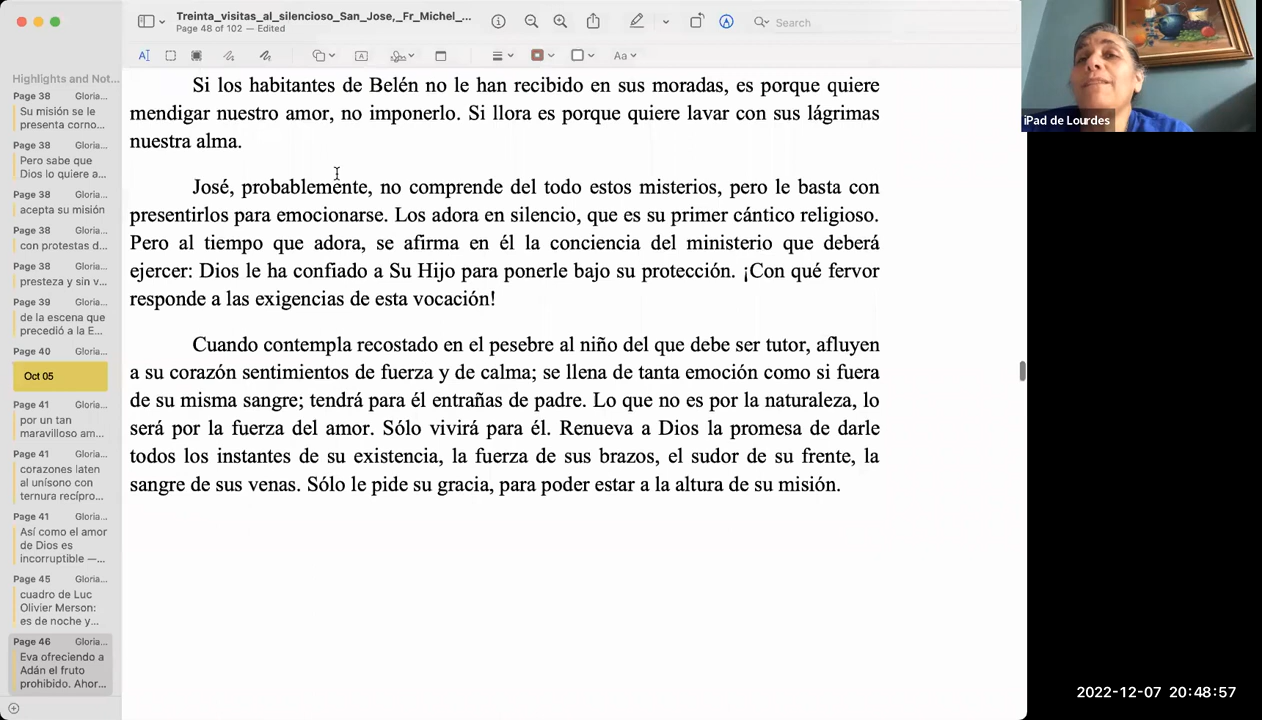 Treinta_visitas_al_silencioso_San_Jose,_Fr_Michel_...
Page 48 of 102 — Edited
Search
Aa
Highlights and Not...
Page 38 Gloria...
Su misión se le
presenta corno...
Page 38 Gloria...
Pero sabe que
Dios lo quiere a...
Page 38 Gloria...
acepta su misión
Page 38 Gloria...
con protestas d...
Page 38 Gloria...
presteza y sin v...
Page 39 Gloria...
de la escena que
precedió a la E...
Page 40 Gloria...
Oct 05
Page 41 Gloria...
por un tan
maravilloso am...
Page 41 Gloria...
corazones laten
al unísono con
ternura recípro...
Page 41 Gloria...
Así como el amor
de Dios es
incorruptible —...
Page 45 Gloria...
cuadro de Luc
Olivier Merson:
es de noche y...
Page 46 Gloria...
Eva ofreciendo a
Adán el fruto
prohibido. Ahor...
Si los habitantes de Belén no le han recibido en sus moradas, es porque quiere
mendigar nuestro amor, no imponerlo. Si llora es porque quiere lavar con sus lágrimas
nuestra alma.
José, probablemente, no comprende del todo estos misterios, pero le basta con
presentirlos para emocionarse. Los adora en silencio, que es su primer cántico religioso.
Pero al tiempo que adora, se afirma en él la conciencia del ministerio que deberá
ejercer: Dios le ha confiado a Su Hijo para ponerle bajo su protección. ¡Con qué fervor
responde a las exigencias de esta vocación!
Cuando contempla recostado en el pesebre al niño del que debe ser tutor, afluyen
a su corazón sentimientos de fuerza y de calma; se llena de tanta emoción como si fuera
de su misma sangre; tendrá para él entrañas de padre. Lo que no es por la naturaleza, lo
será por la fuerza del amor. Sólo vivirá para él. Renueva a Dios la promesa de darle
todos los instantes de su existencia, la fuerza de sus brazos, el sudor de su frente, la
sangre de sus venas. Sólo le pide su gracia, para poder estar a la altura de su misión.
iPad de Lourdes
2022-12-07 20:48:57